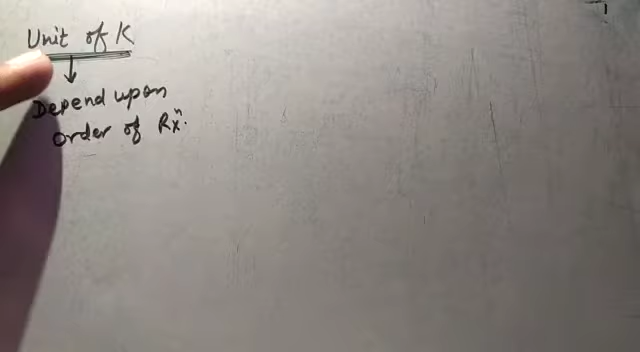 Unit of K
Depend upon
order of Rxⁿ.